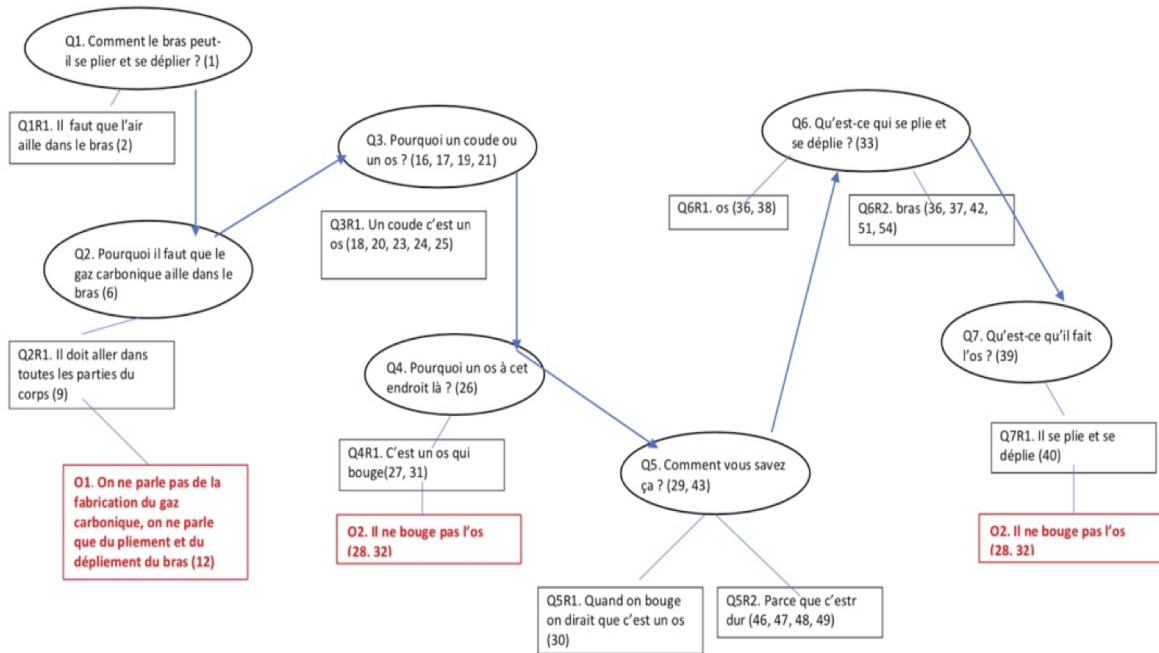 Q1. Comment le bras peut-
il se plier et se déplier ? (1)
Q1R1. Il faut que l'air
aille dans le bras (2)
Q2. Pourquoi il faut que le
gaz carbonique aille dans le
bras (6)
Q2R1. Il doit aller dans
toutes les parties du
corps (9)
O1. On ne parle pas de la
fabrication du gaz
carbonique, on ne parle
que du pliement et du
dépliement du bras (12)
Q3. Pourquoi un coude ou
un os ? (16, 17, 19, 21)
Q3R1. Un coude c'est un
os (18, 20, 23, 24, 25)
Q4. Pourquoi un os à cet
endroit là ? (26)
Q4R1. C'est un os qui
bouge(27, 31)
O2. Il ne bouge pas l'os
(28, 32)
Q5. Comment vous savez
ça ? (29, 43)
Q5R1. Quand on bouge
on dirait que c'est un os
(30)
Q5R2. Parce que c'estr
dur (46, 47, 48, 49)
Q6. Qu'est-ce qui se plie et
se déplie ? (33)
Q6R1. os (36, 38)
Q6R2. bras (36, 37, 42,
51, 54)
Q7. Qu'est-ce qu'il fait
l'os ? (39)
Q7R1. Il se plie et se
déplie (40)
O2. Il ne bouge pas l'os
(28, 32)